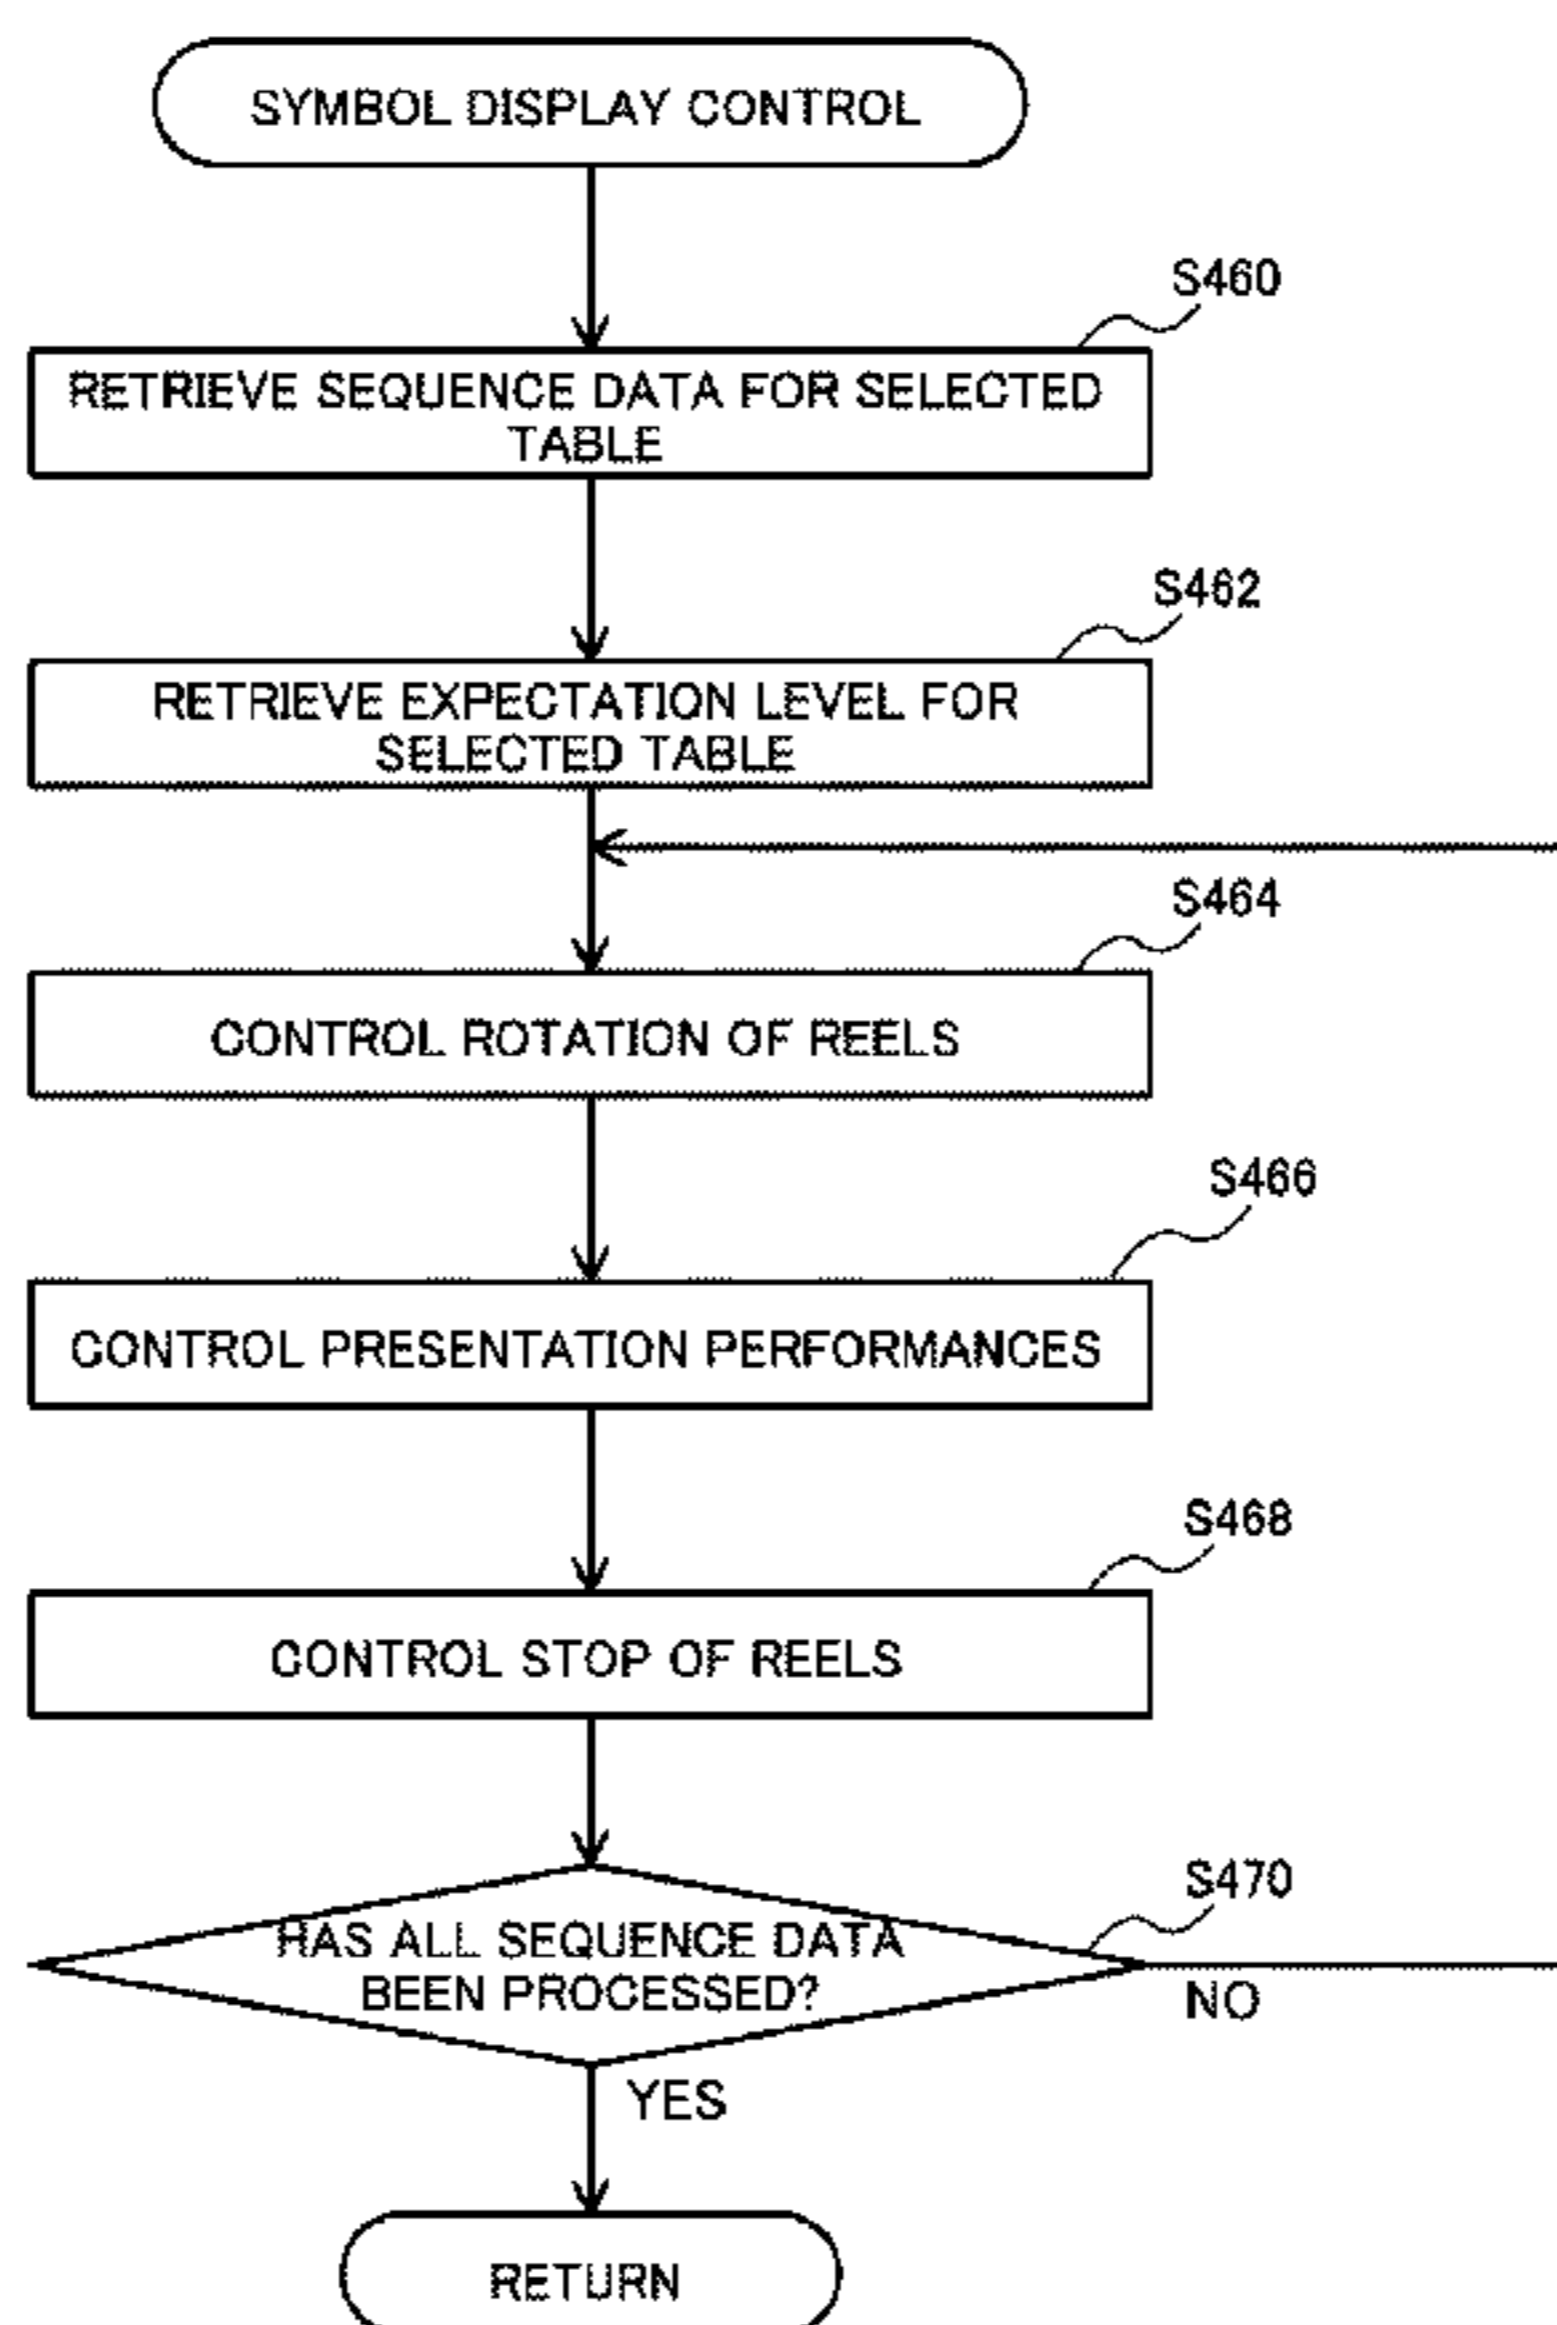 SYMBOL DISPLAY CONTROL
S460
RETRIEVE SEQUENCE DATA FOR SELECTED
TABLE
S462
RETRIEVE EXPECTATION LEVEL FOR
SELECTED TABLE
S464
CONTROL ROTATION OF REELS
S466
CONTROL PRESENTATION PERFORMANCES
S468
CONTROL STOP OF REELS
S470
HAS ALL SEQUENCE DATA
BEEN PROCESSED?
NO
YES
RETURN